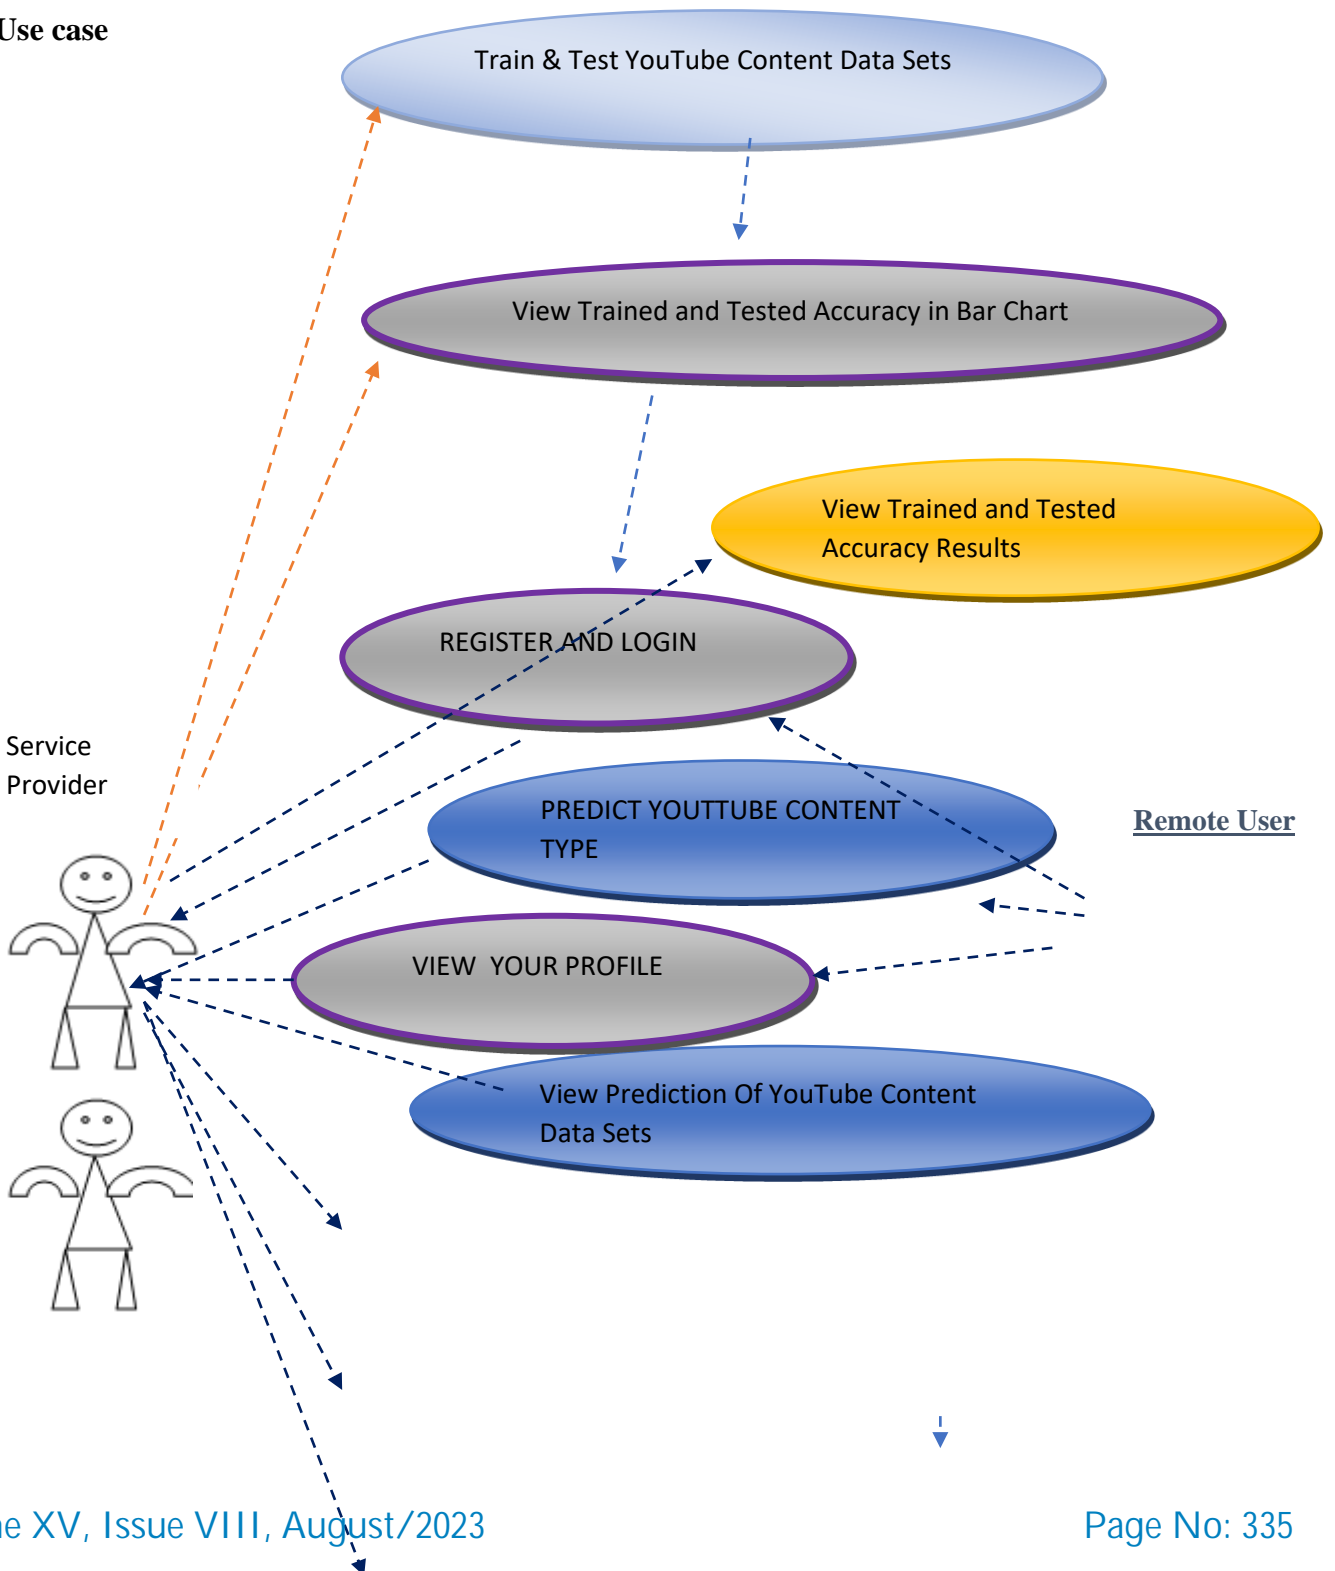 Use case
Train & Test YouTube Content Data Sets
View Trained and Tested Accuracy in Bar Chart
View Trained and Tested
Accuracy Results
REGISTER AND LOGIN
Service
Provider
PREDICT YOUTTUBE CONTENT
TYPE
Remote User
VIEW YOUR PROFILE
View Prediction Of YouTube Content
Data Sets
XV, Issue VIII, August/2023
Page No: 335